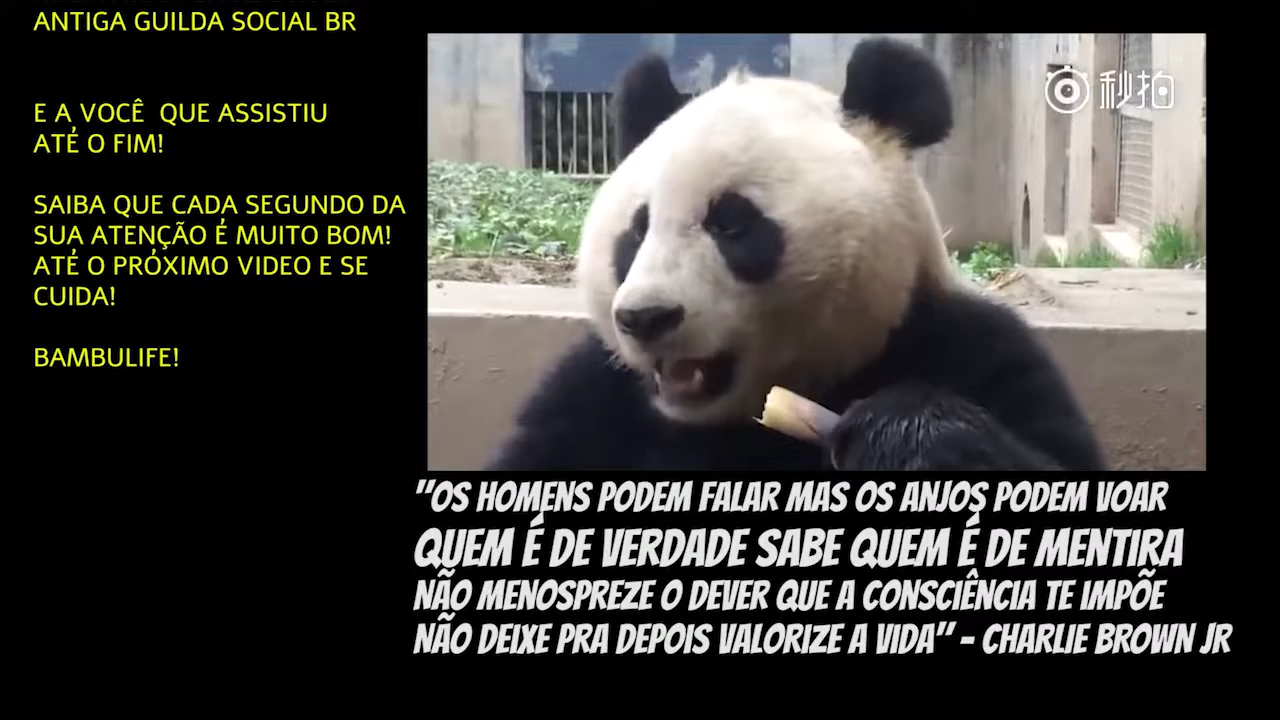 ANTIGA GUILDA SOCIAL BR
E A VOCÊ QUE ASSISTIU
ATÉ O FIM!
SAIBA QUE CADA SEGUNDO DA
SUA ATENÇÃO É MUITO BOM!
ATÉ O PRÓXIMO VIDEO E SE
CUIDA!
BAMBULIFE!
秒拍
"OS HOMENS PODEM FALAR MAS OS ANJOS PODEM VOAR
QUEM É DE VERDADE SABE QUEM É DE MENTIRA
NÃO MENOSPREZE O DEVER QUE A CONSCIÊNCIA TE IMPÕE
NÃO DEIXE PRA DEPOIS VALORIZE A VIDA" - CHARLIE BROWN JR